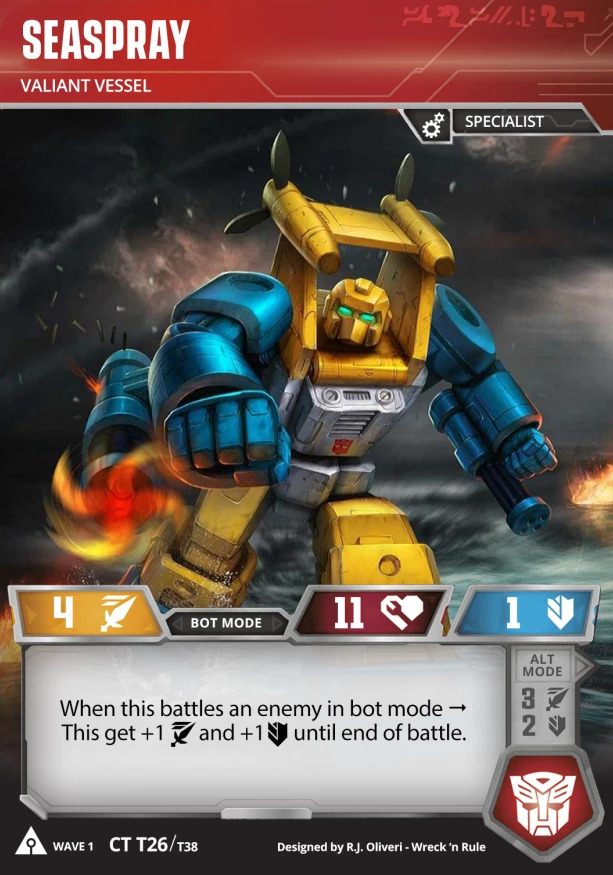 SEASPRAY
VALIANT VESSEL
SPECIALIST
4
BOT MODE
11
1
When this battles an enemy in bot mode →
This get +1 and +1 until end of battle.
ALT
MODE
3
2
WAVE 1 CT T26/T38 Designed by R.J. Oliveri - Wreck 'n Rule